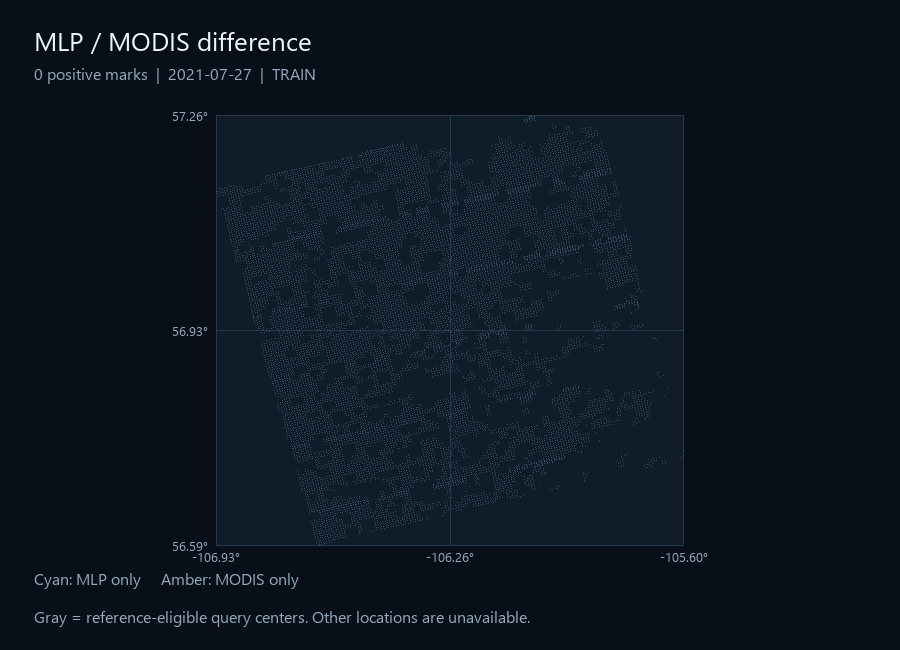 MLP / MODIS difference
0 positive marks | 2021-07-27 | TRAIN
57.26°
56.93°
56.59°
-106.93° -106.26° -105.60°
Cyan: MLP only Amber: MODIS only
Gray = reference-eligible query centers. Other locations are unavailable.